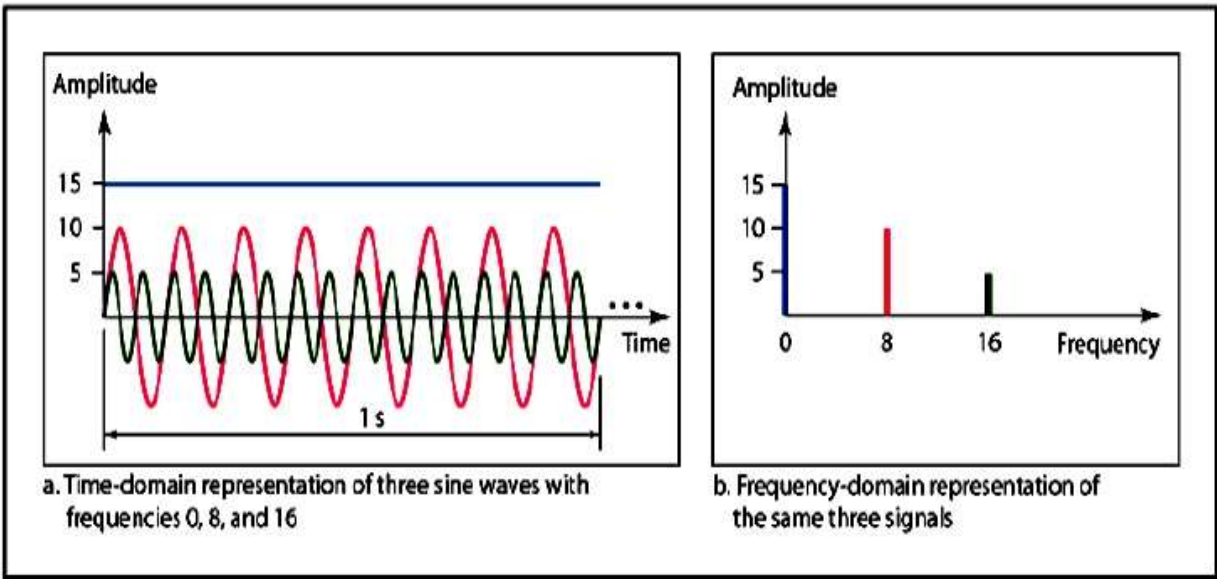 Amplitude
15
10
5
...
Time
1 s
a. Time-domain representation of three sine waves with
frequencies 0, 8, and 16
Amplitude
15
10
5
0 8 16 Frequency
b. Frequency-domain representation of
the same three signals